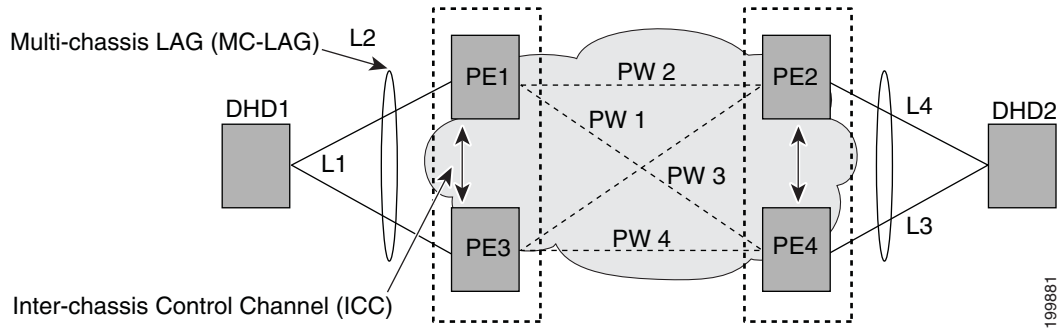 Multi-chassis LAG (MC-LAG)
L2
PE1
PW 2
PE2
DHD1
PW 1
L4
DHD2
L1
PW 3
PE3
PW 4
PE4
L3
Inter-chassis Control Channel (ICC)
199881